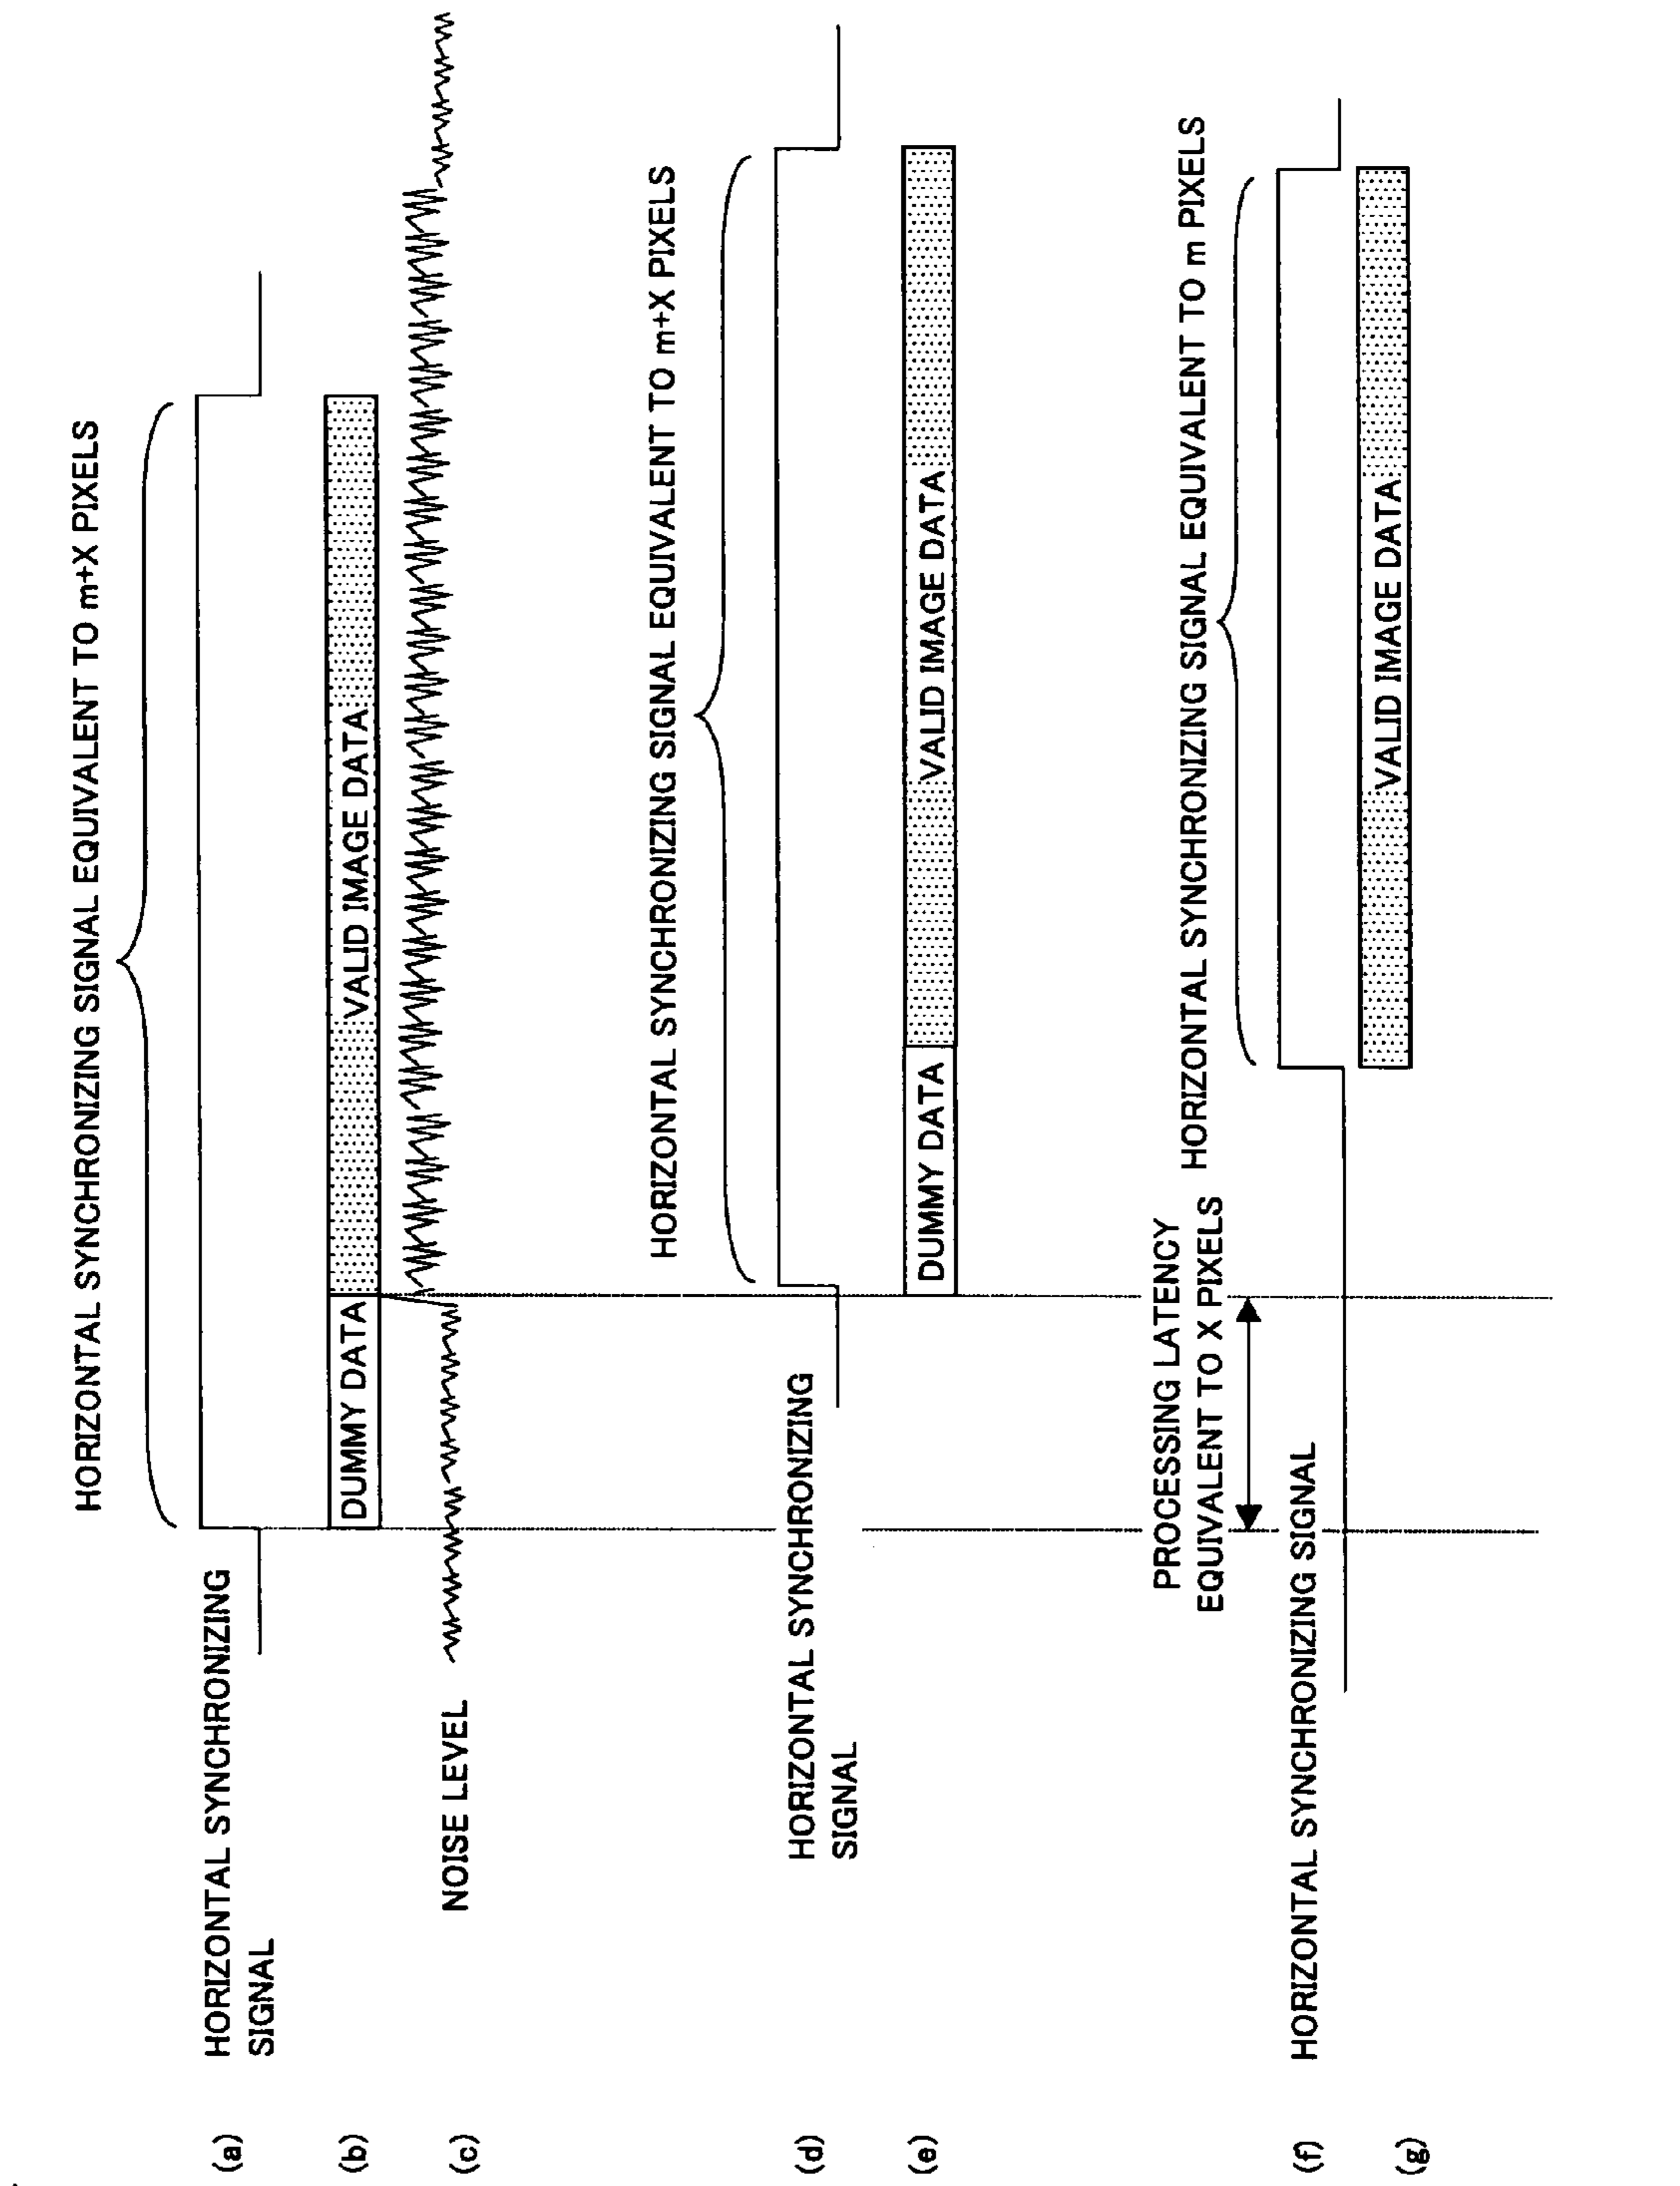 HORIZONTAL SYNCHRONIZING SIGNAL EQUIVALENT TO m+X PIXELS
(a)
HORIZONTAL SYNCHRONIZING
SIGNAL
(b)
DUMMY DATA
VALID IMAGE DATA
(c)
NOISE LEVEL
HORIZONTAL SYNCHRONIZING SIGNAL EQUIVALENT TO m+X PIXELS
(d)
HORIZONTAL SYNCHRONIZING
SIGNAL
(e)
DUMMY DATA
VALID IMAGE DATA
PROCESSING LATENCY
EQUIVALENT TO X PIXELS
HORIZONTAL SYNCHRONIZING SIGNAL EQUIVALENT TO m PIXELS
(f)
HORIZONTAL SYNCHRONIZING SIGNAL
(g)
VALID IMAGE DATA